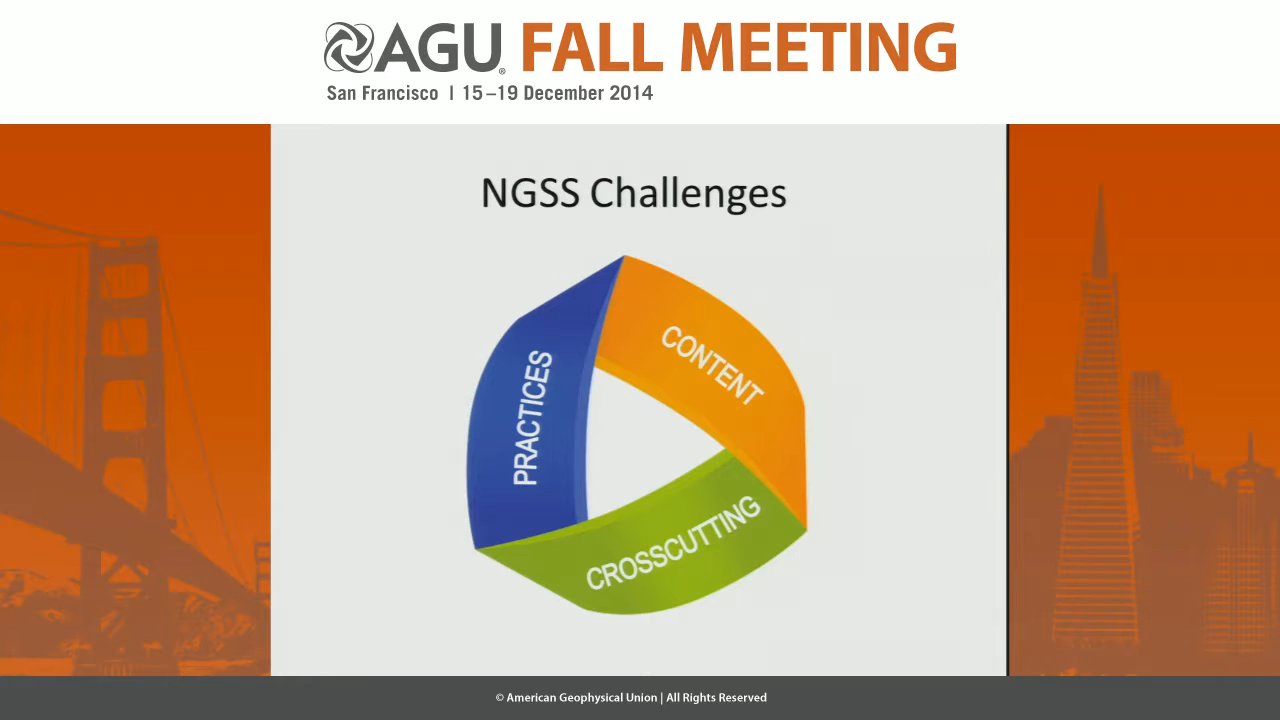 AGU® FALL MEETING
San Francisco | 15–19 December 2014
NGSS Challenges
PRACTICES
CONTENT
CROSSCUTTING
© American Geophysical Union | All Rights Reserved